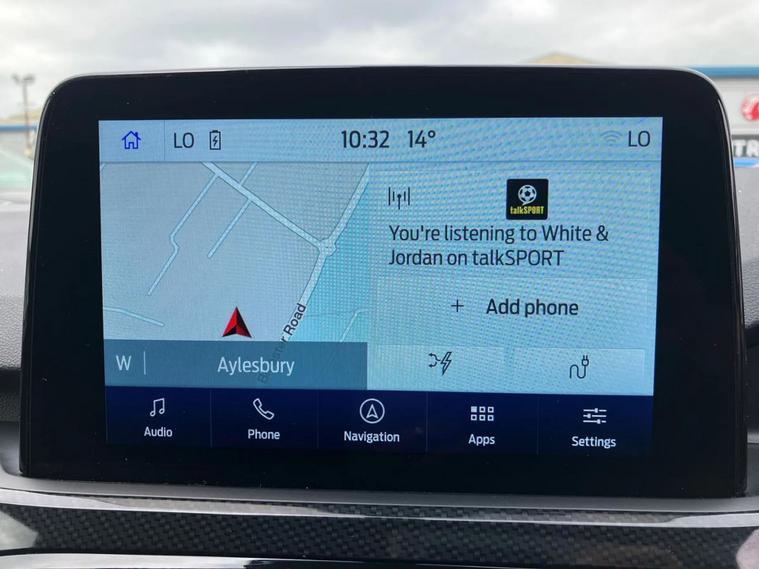 LO 10:32 14° LO
talkSPORT
You're listening to White &
Jordan on talkSPORT
+ Add phone
Road
W Aylesbury
Audio Phone Navigation Apps Settings